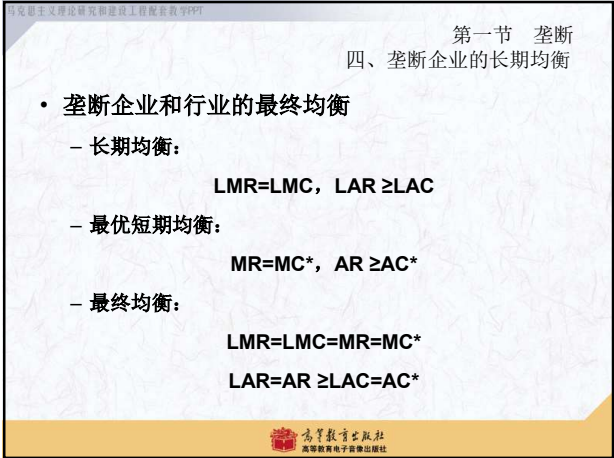 马克思主义理论研究和建设工程配套教学PPT
第一节 垄断
四、垄断企业的长期均衡
• 垄断企业和行业的最终均衡
– 长期均衡：
LMR=LMC，LAR ≥LAC
– 最优短期均衡：
MR=MC*，AR ≥AC*
– 最终均衡：
LMR=LMC=MR=MC*
LAR=AR ≥LAC=AC*
高等教育出版社
高等教育电子音像出版社